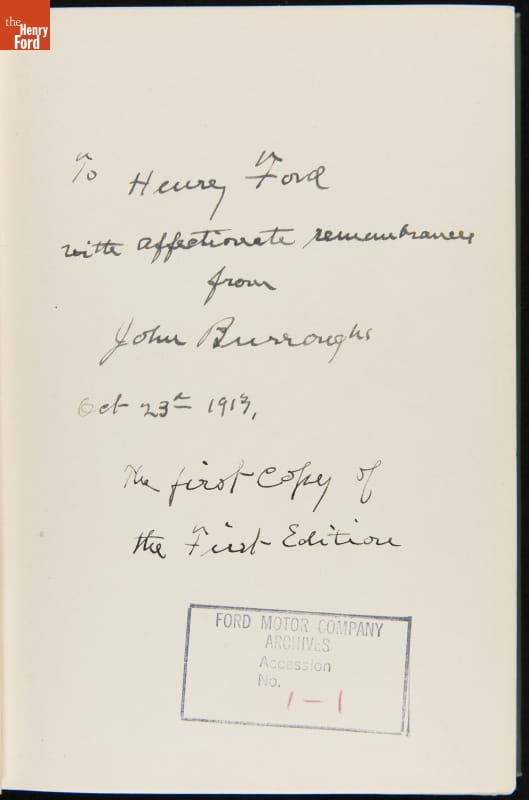 the
Henry
Ford
To Henry Ford
with affectionate remembrances
from
John Burroughs
Oct 23rd 1913,
The first Copy of
the First Edition
FORD MOTOR COMPANY
ARCHIVES
Accession
No.
1-1